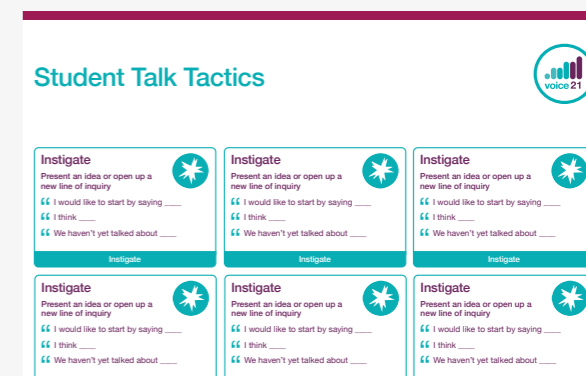 Student Talk Tactics
voice 21
Instigate
Present an idea or open up a
new line of inquiry
“ I would like to start by saying ____
“ I think ____
“ We haven't yet talked about ____
Instigate
Instigate
Present an idea or open up a
new line of inquiry
“ I would like to start by saying ____
“ I think ____
“ We haven't yet talked about ____
Instigate
Instigate
Present an idea or open up a
new line of inquiry
“ I would like to start by saying ____
“ I think ____
“ We haven't yet talked about ____
Instigate
Instigate
Present an idea or open up a
new line of inquiry
“ I would like to start by saying ____
“ I think ____
“ We haven't yet talked about ____
Instigate
Present an idea or open up a
new line of inquiry
“ I would like to start by saying ____
“ I think ____
“ We haven't yet talked about ____
Instigate
Present an idea or open up a
new line of inquiry
“ I would like to start by saying ____
“ I think ____
“ We haven't yet talked about ____